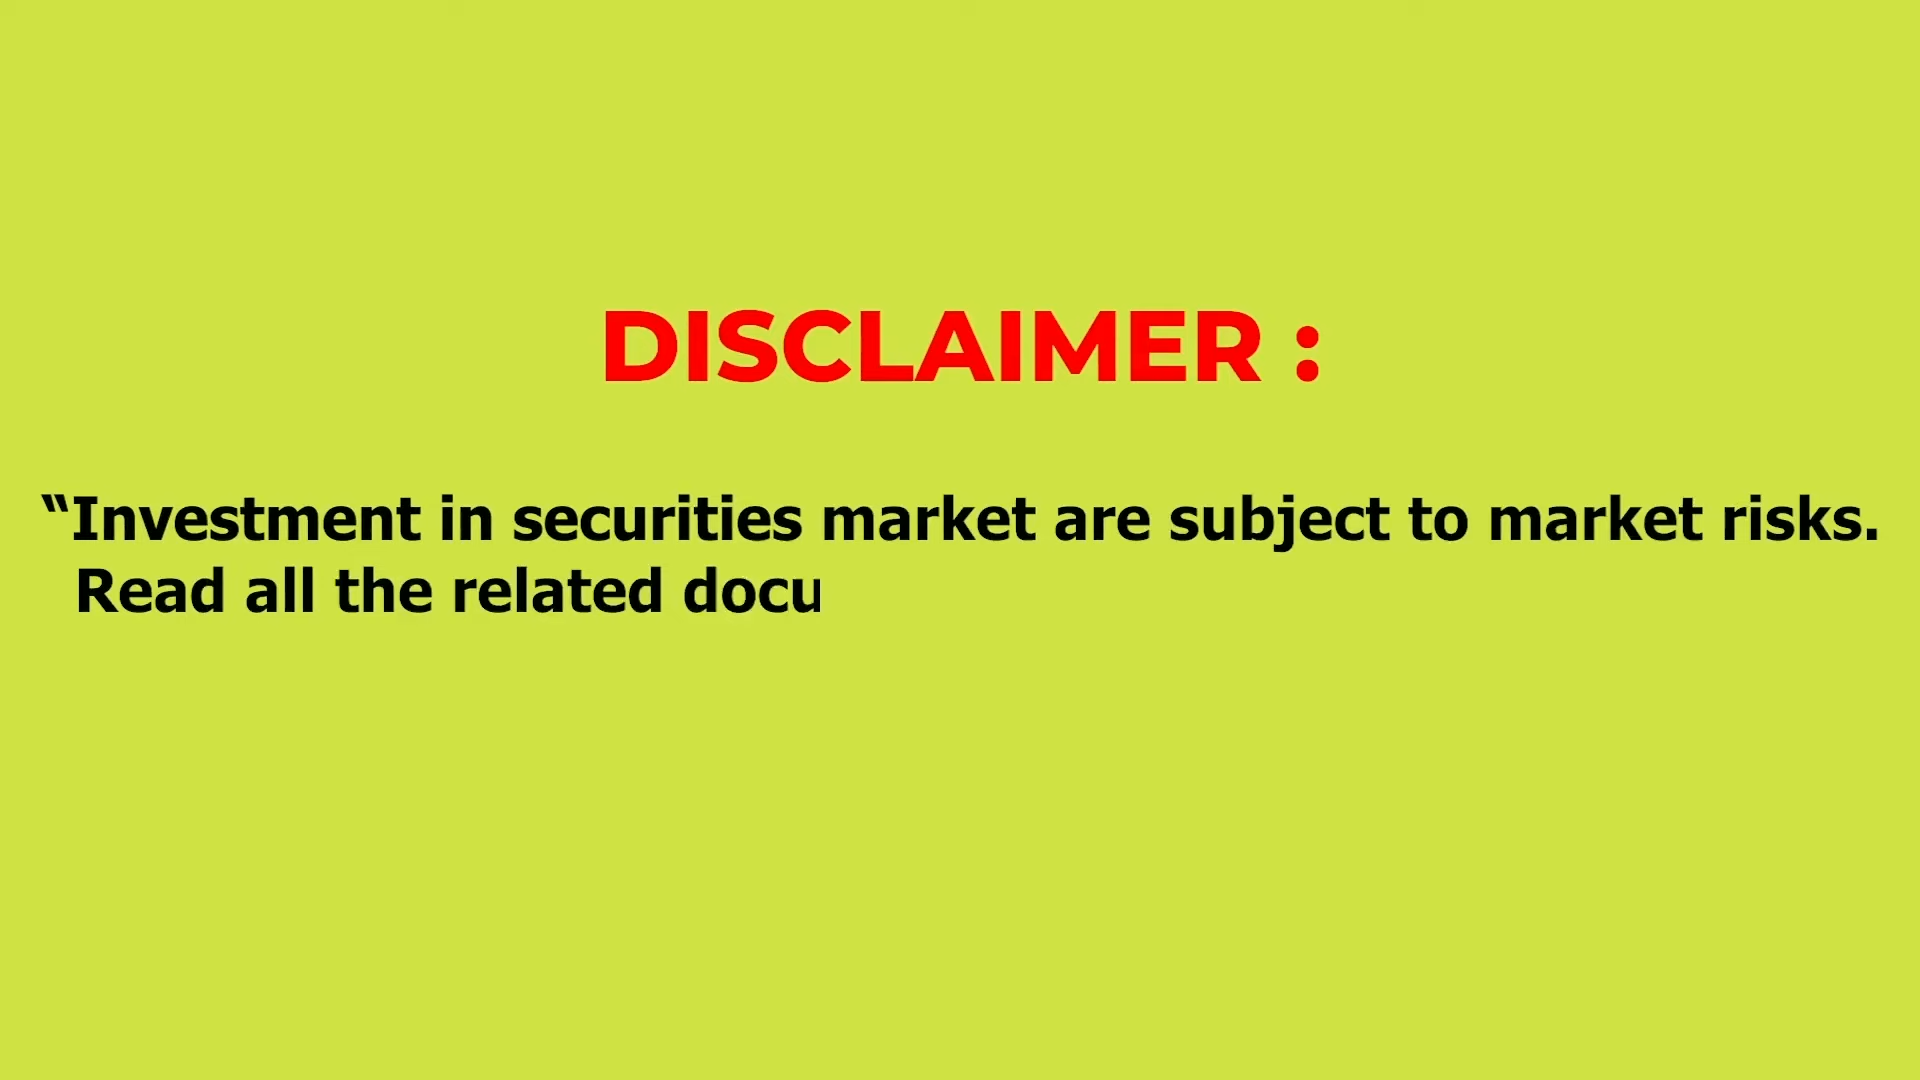 DISCLAIMER :
“Investment in securities market are subject to market risks.
Read all the related docu